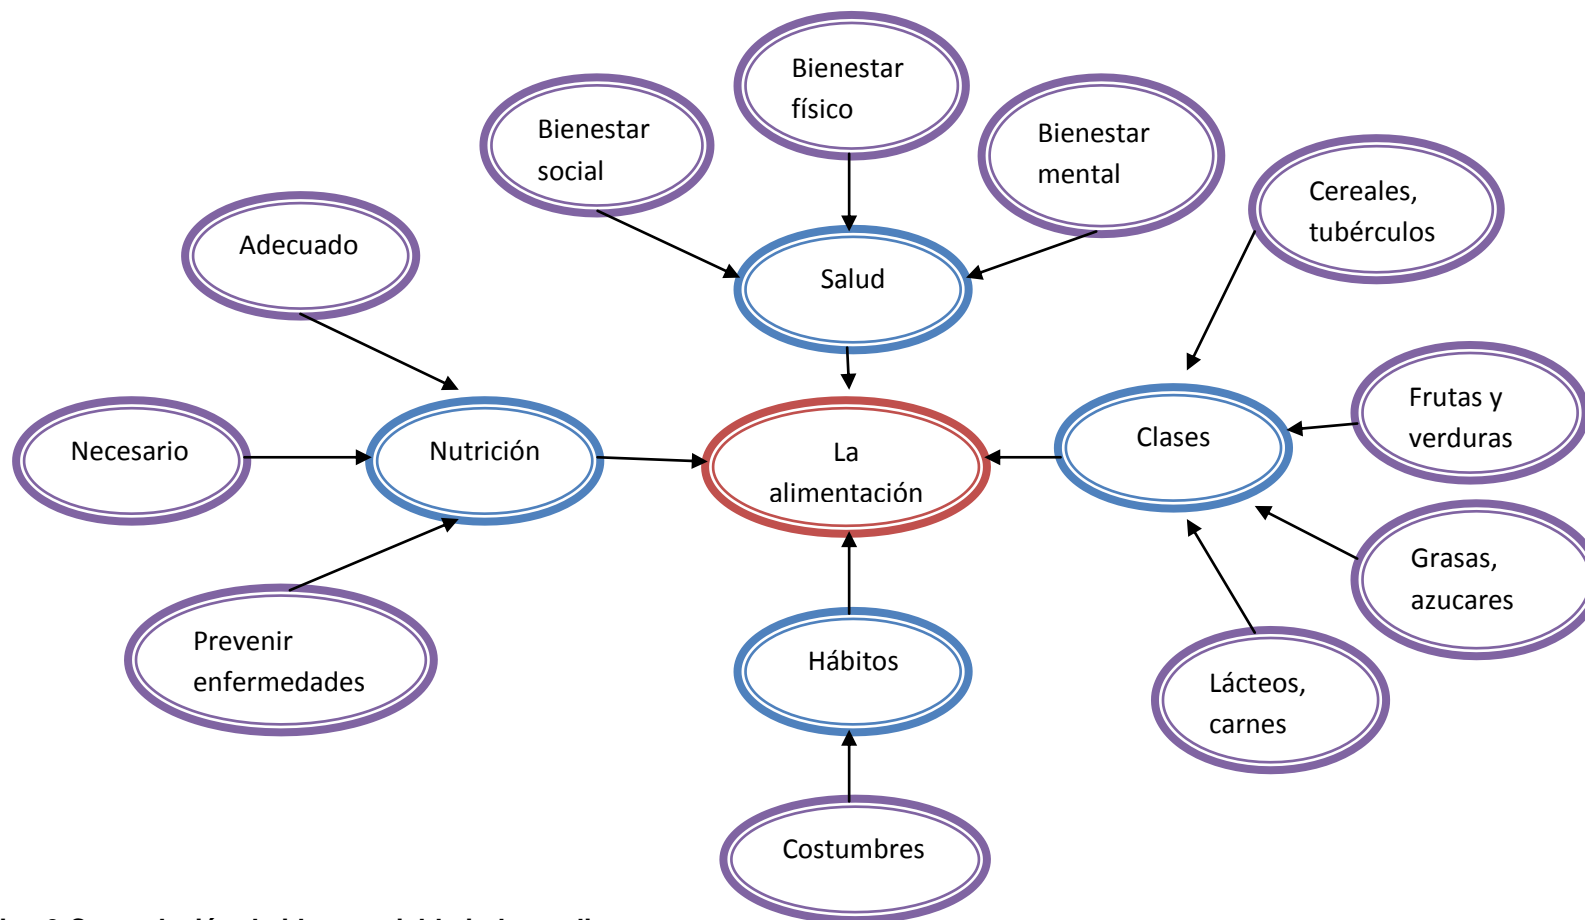 Bienestar
físico
Bienestar
social
Bienestar
mental
Cereales,
tubérculos
Adecuado
Salud
Frutas y
verduras
Necesario
Nutrición
La
alimentación
Clases
Grasas,
azucares
Prevenir
enfermedades
Hábitos
Lácteos,
carnes
Costumbres